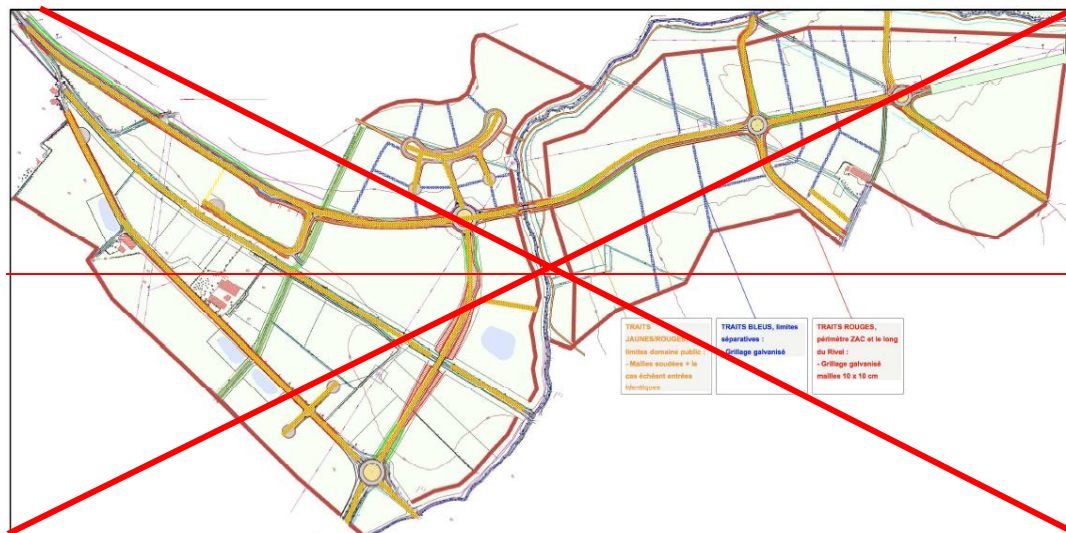 TRAITS
JAUNES/ROUGES,
limites domaine public :
- Mailles soudées + le
cas échéent entrées
identiques
TRAITS BLEUS, limites
séparatives :
- Grillage galvanisé
TRAITS ROUGES,
périmètre ZAC et le long
du Rival :
- Grillage galvanisé
mailles 10 x 10 cm